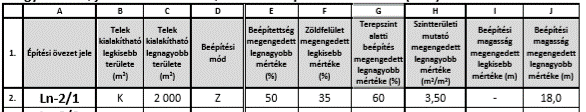 A B C D E F G H I J
1. Építési övezet jele
Telek kialakítható legkisebb területe (m²)
Telek kialakítható legnagyobb területe (m²)
Beépítési mód
Beépítettség megengedett legnagyobb mértéke (%)
Zöldfelület megengedett legkisebb mértéke (%)
Terepszint alatti beépítés megengedett legnagyobb mértéke (%)
Szintterületi mutató megengedett legnagyobb mértéke (m²/m²)
Beépítési magasság megengedett legkisebb mértéke (m)
Beépítési magasság megengedett legnagyobb mértéke (m)
2. Ln-2/1 K 2 000 Z 50 35 60 3,50 - 18,0